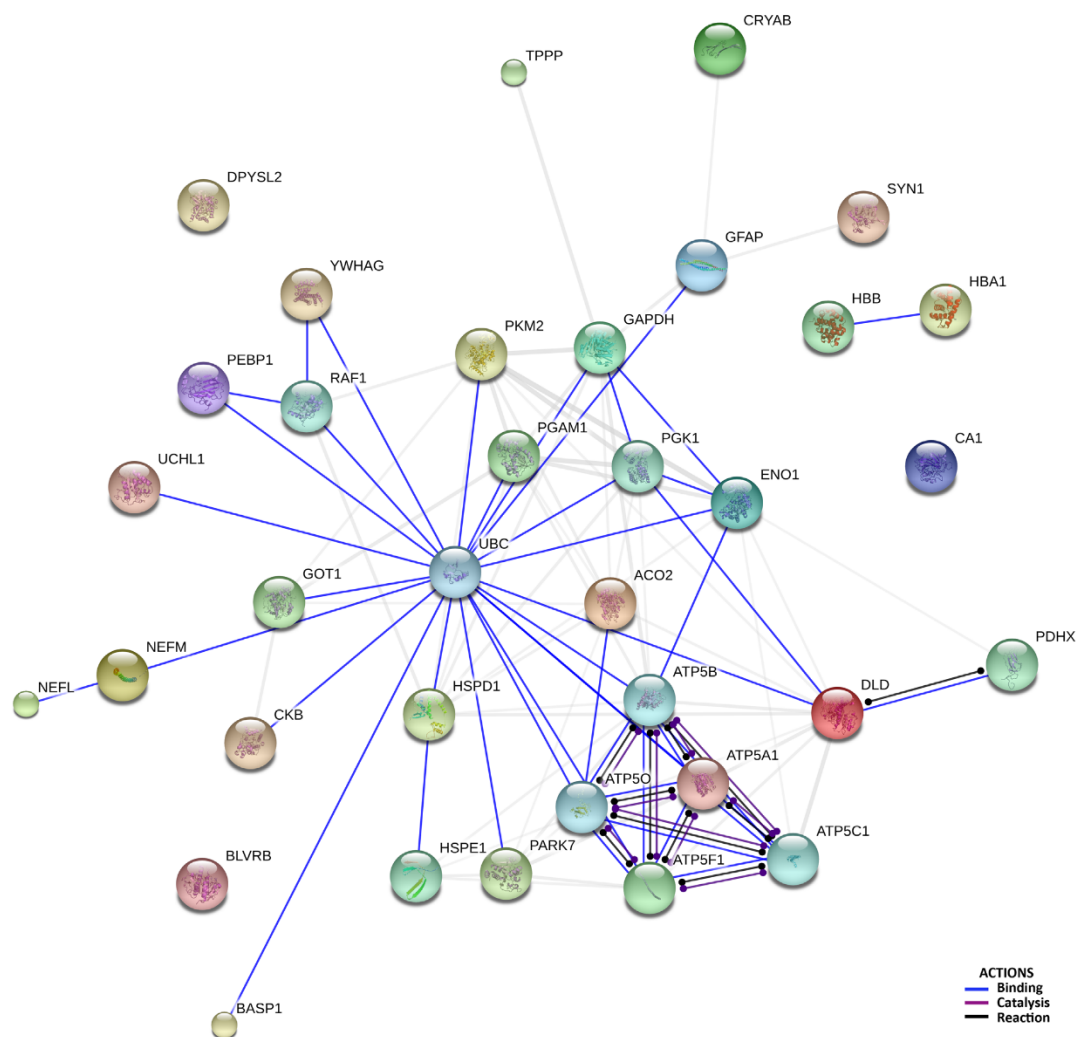 CRYAB
TPPP
DPYSL2
SYN1
GFAP
YWHAG
HBA1
HBB
PKM2
GAPDH
PEBP1
RAF1
PGAM1
PGK1
UCHL1
CA1
ENO1
UBC
GOT1
ACO2
PDHX
NEFM
ATP5B
NEFL
HSPD1
DLD
CKB
ATP5A1
ATP5O
ATP5C1
BLVRB
HSPE1
PARK7
ATP5F1
BASP1
ACTIONS
Binding
Catalysis
Reaction